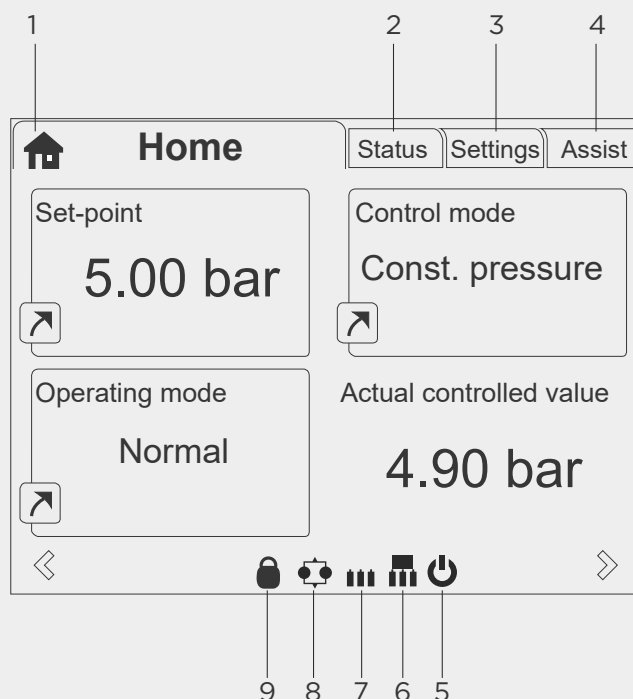 1 2 3 4
Home Status Settings Assist
Set-point Control mode
5.00 bar Const. pressure
Operating mode Actual controlled value
Normal 4.90 bar
9 8 7 6 5